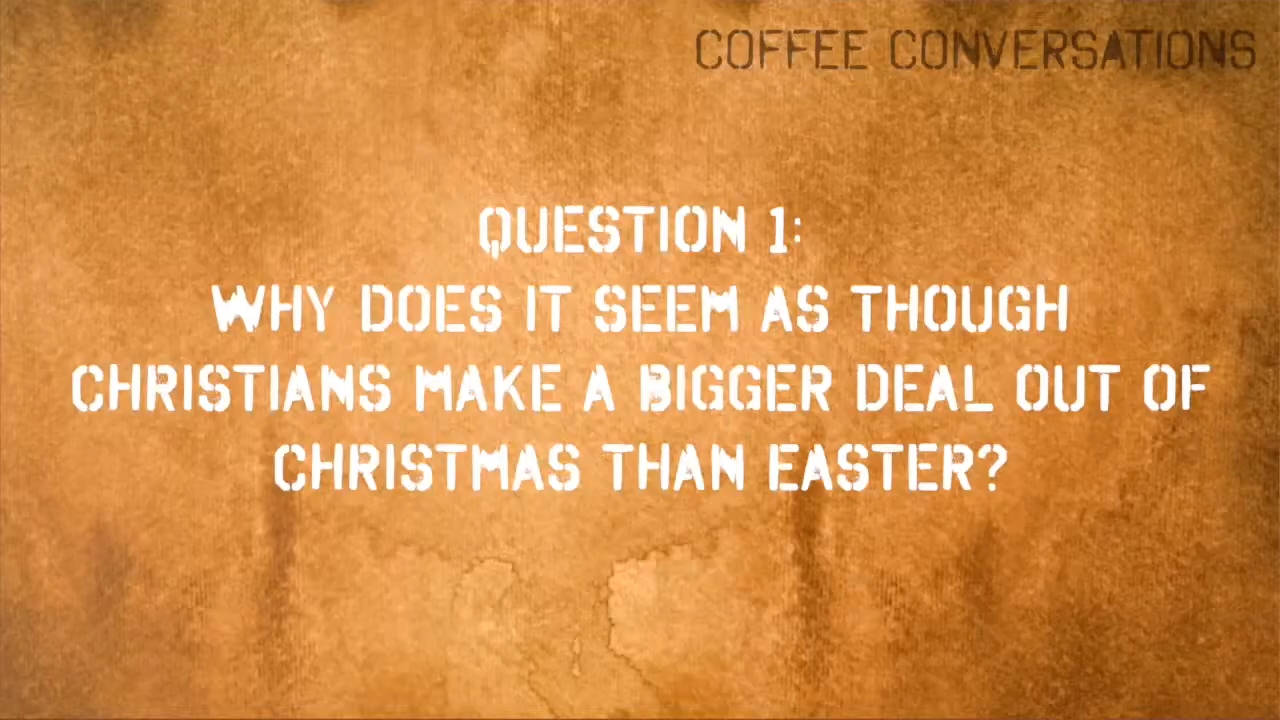 COFFEE CONVERSATIONS
QUESTION 1:
WHY DOES IT SEEM AS THOUGH
CHRISTIANS MAKE A BIGGER DEAL OUT OF
CHRISTMAS THAN EASTER?